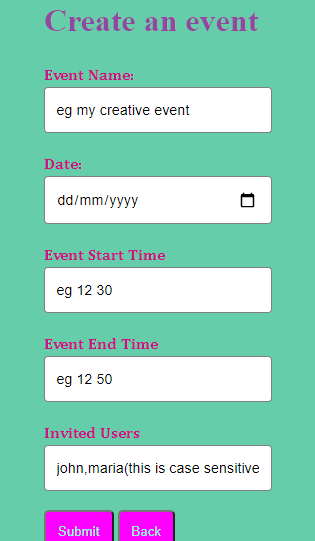 Create an event
Event Name:
eg my creative event
Date:
dd/mm/yyyy
Event Start Time
eg 12 30
Event End Time
eg 12 50
Invited Users
john,maria(this is case sensitive
Submit Back